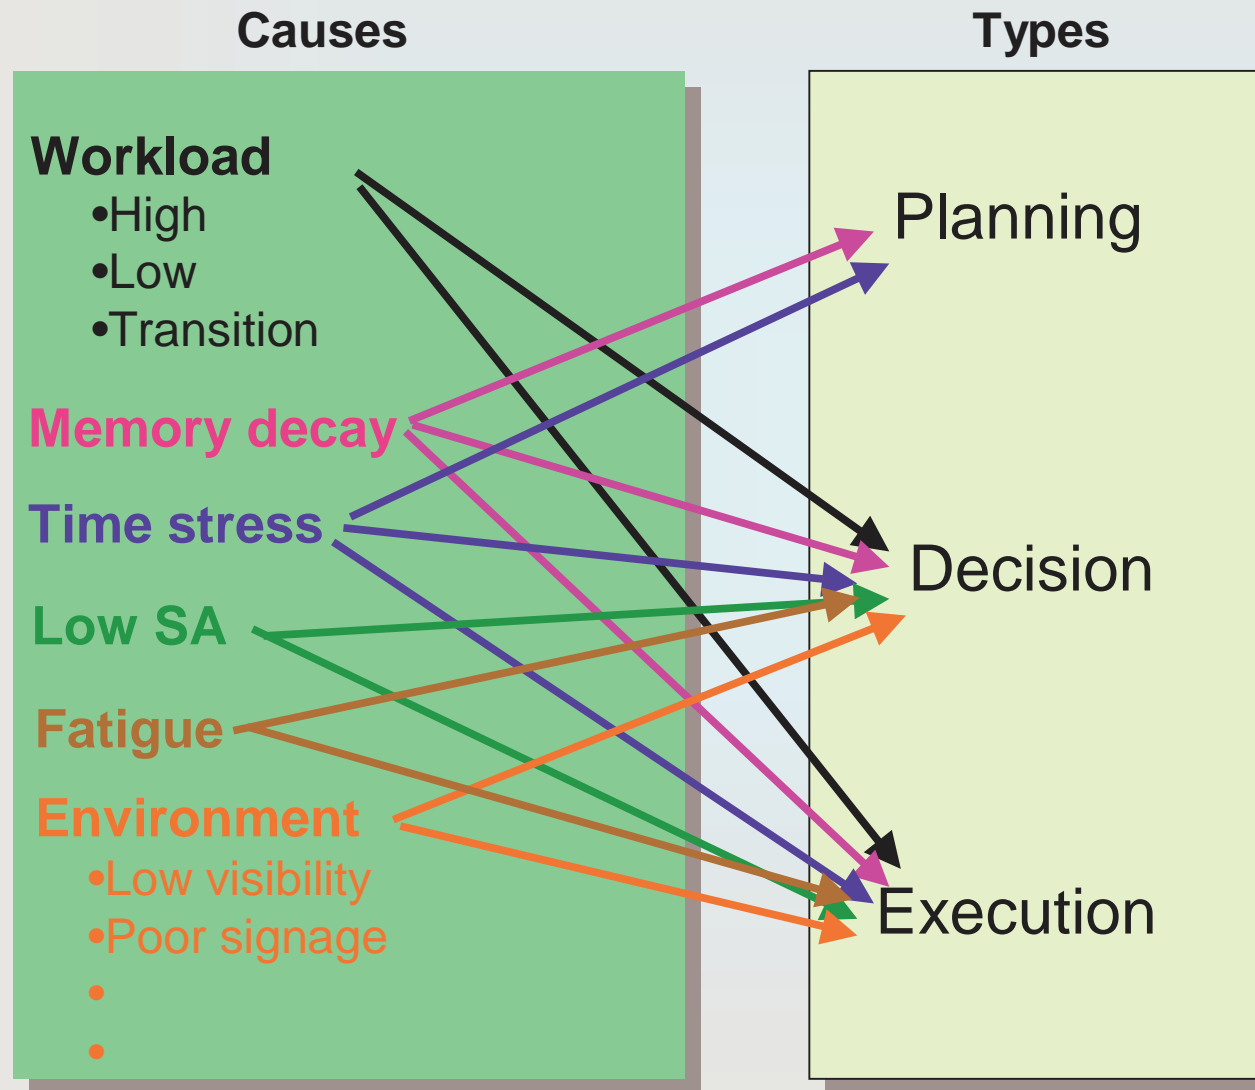 Causes
Types
Workload
•High
•Low
•Transition
Memory decay
Time stress
Low SA
Fatigue
Environment
•Low visibility
•Poor signage
•
•
Planning
Decision
Execution